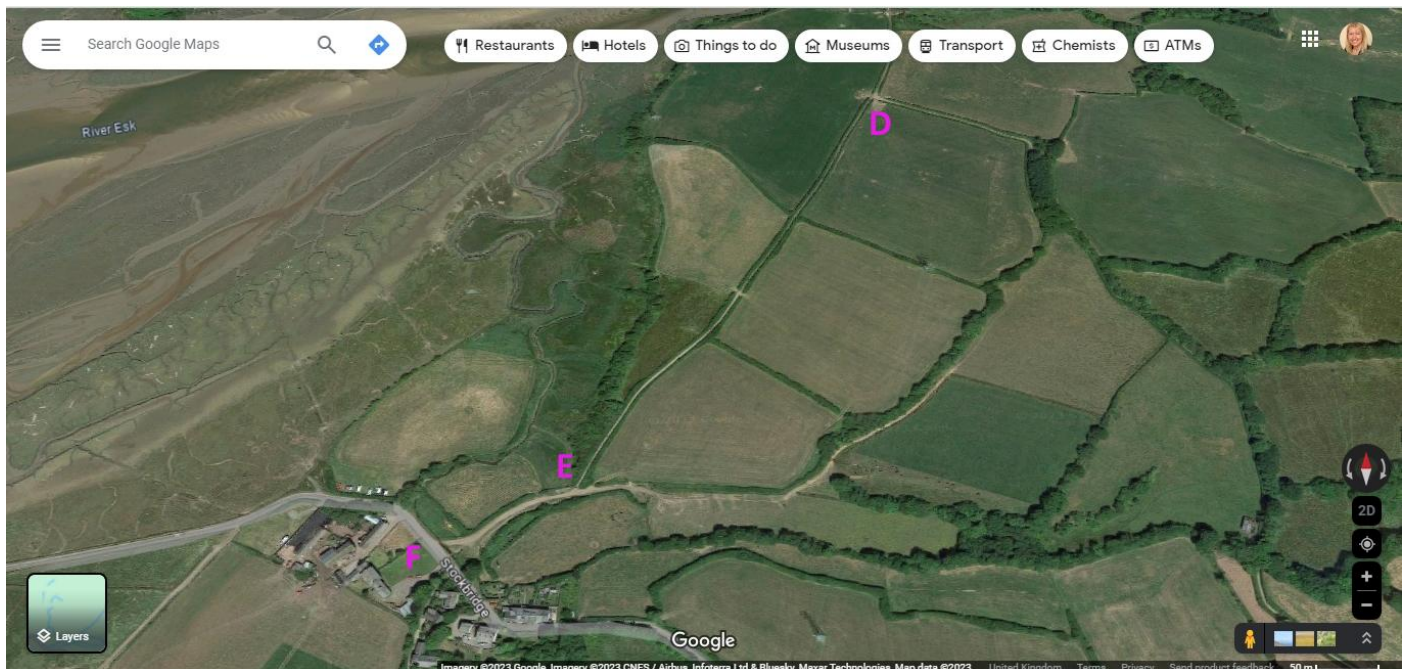 Search Google Maps
Restaurants
Hotels
Things to do
Museums
Transport
Chemists
ATMs
River Esk
D
E
F
Stockbridge
2D
Layers
Google
Imagery ©2023 Google, Imagery ©2023 CNES / Airbus, Infoterra Ltd & Bluesky, Maxar Technologies, Map data ©2023 United Kingdom Terms Privacy Send product feedback 50 m